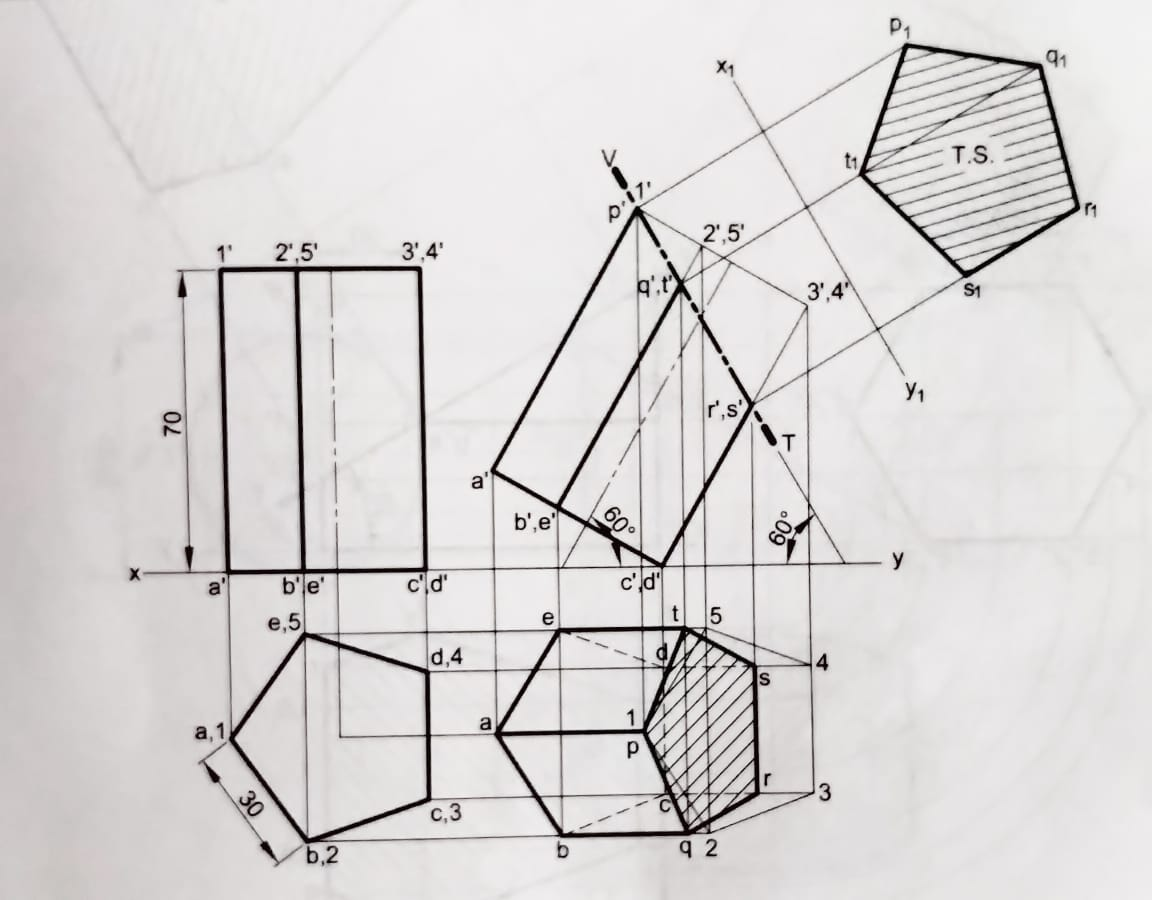 p₁
q₁
x₁
t₁
T.S.
r₁
s₁
V
1'
p'
2',5'
q',t'
3',4'
y₁
1'
2',5'
3',4'
r',s'
T
70
a'
b',e'
60°
60°
x
y
a'
b',e'
c',d'
c',d'
e,5
e
t
5
d,4
d
4
s
a,1
a
1
p
r
3
30
c,3
c
b,2
b
q
2